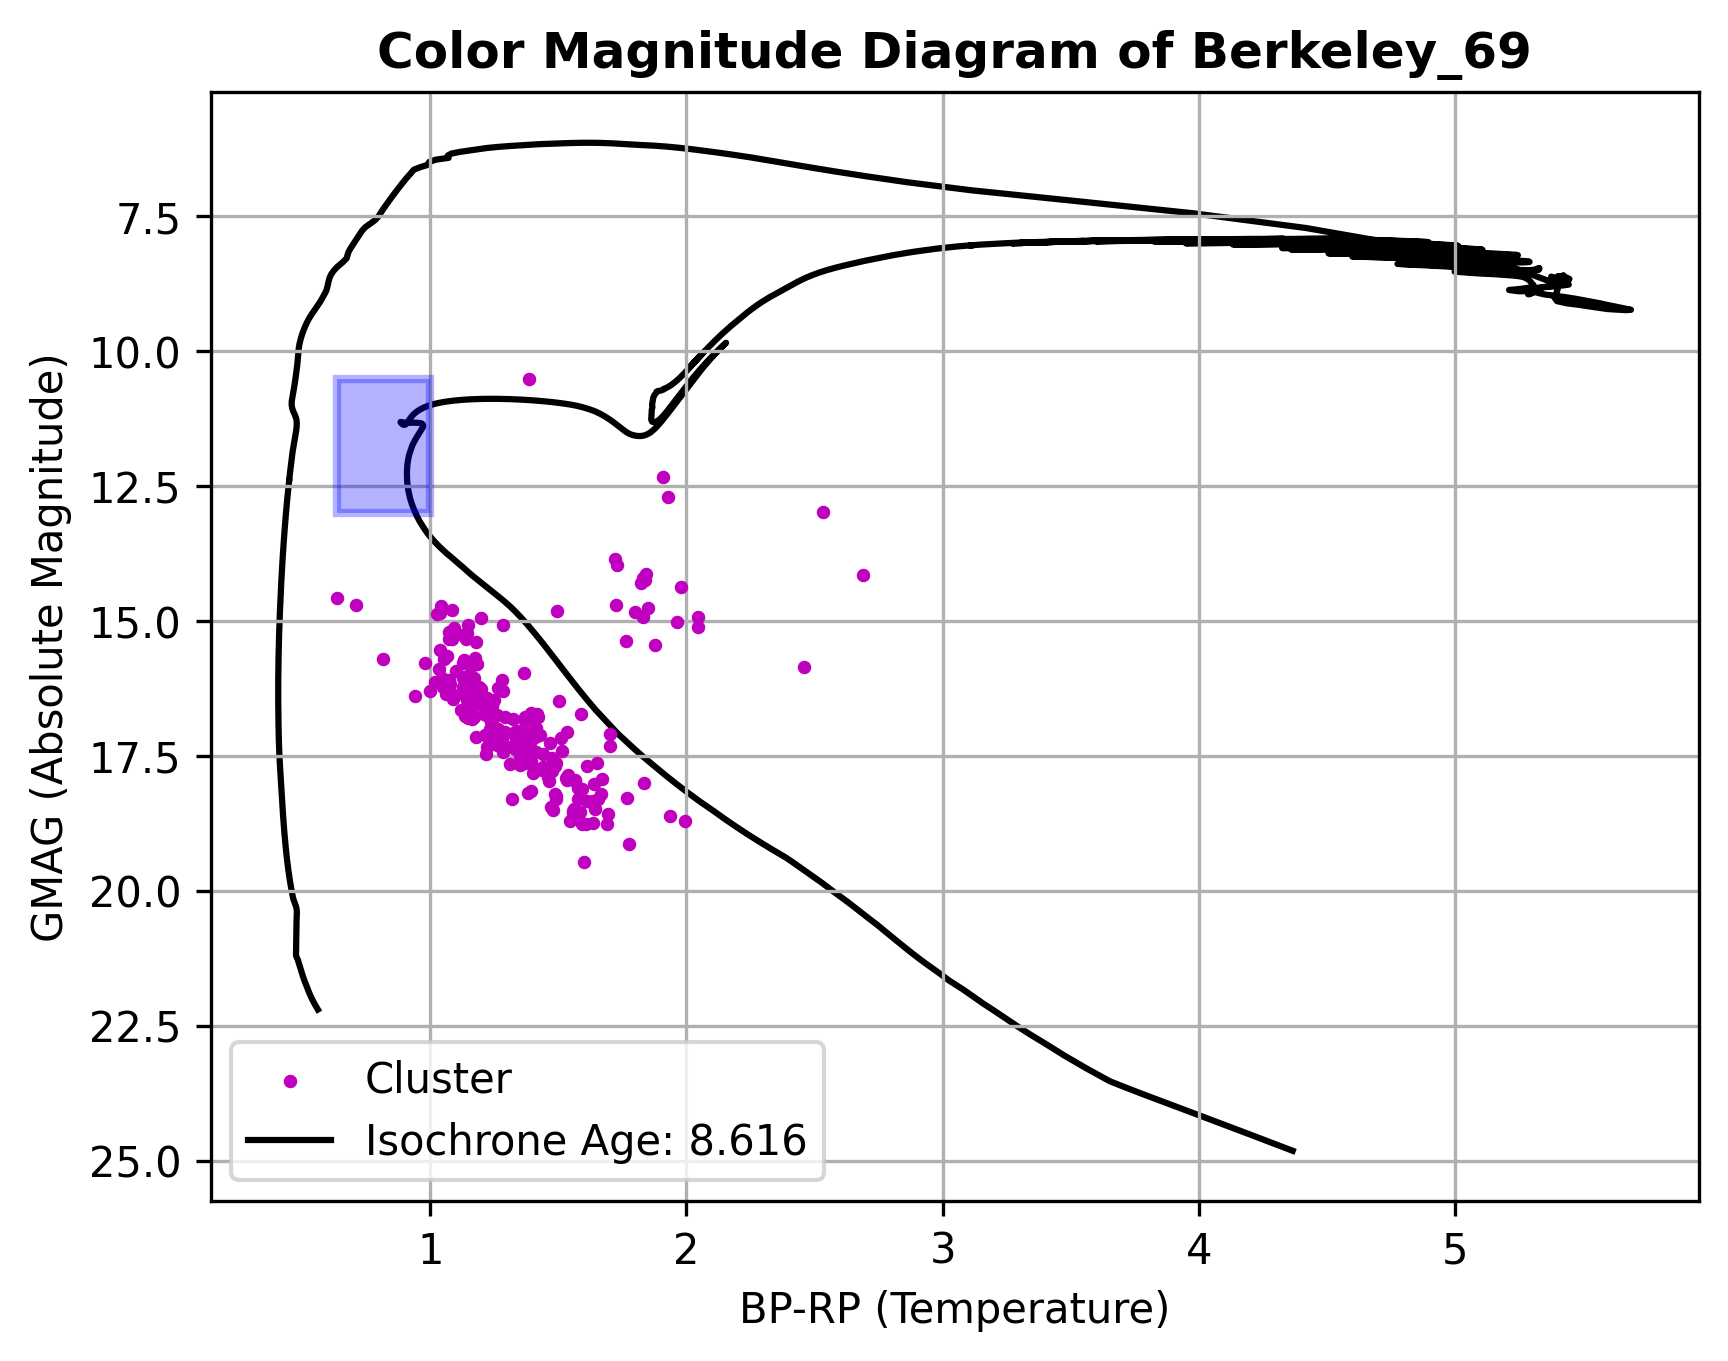 Color Magnitude Diagram of Berkeley_69
GMAG (Absolute Magnitude)
7.5
10.0
12.5
15.0
17.5
20.0
22.5
25.0
Cluster
Isochrone Age: 8.616
1 2 3 4 5
BP-RP (Temperature)